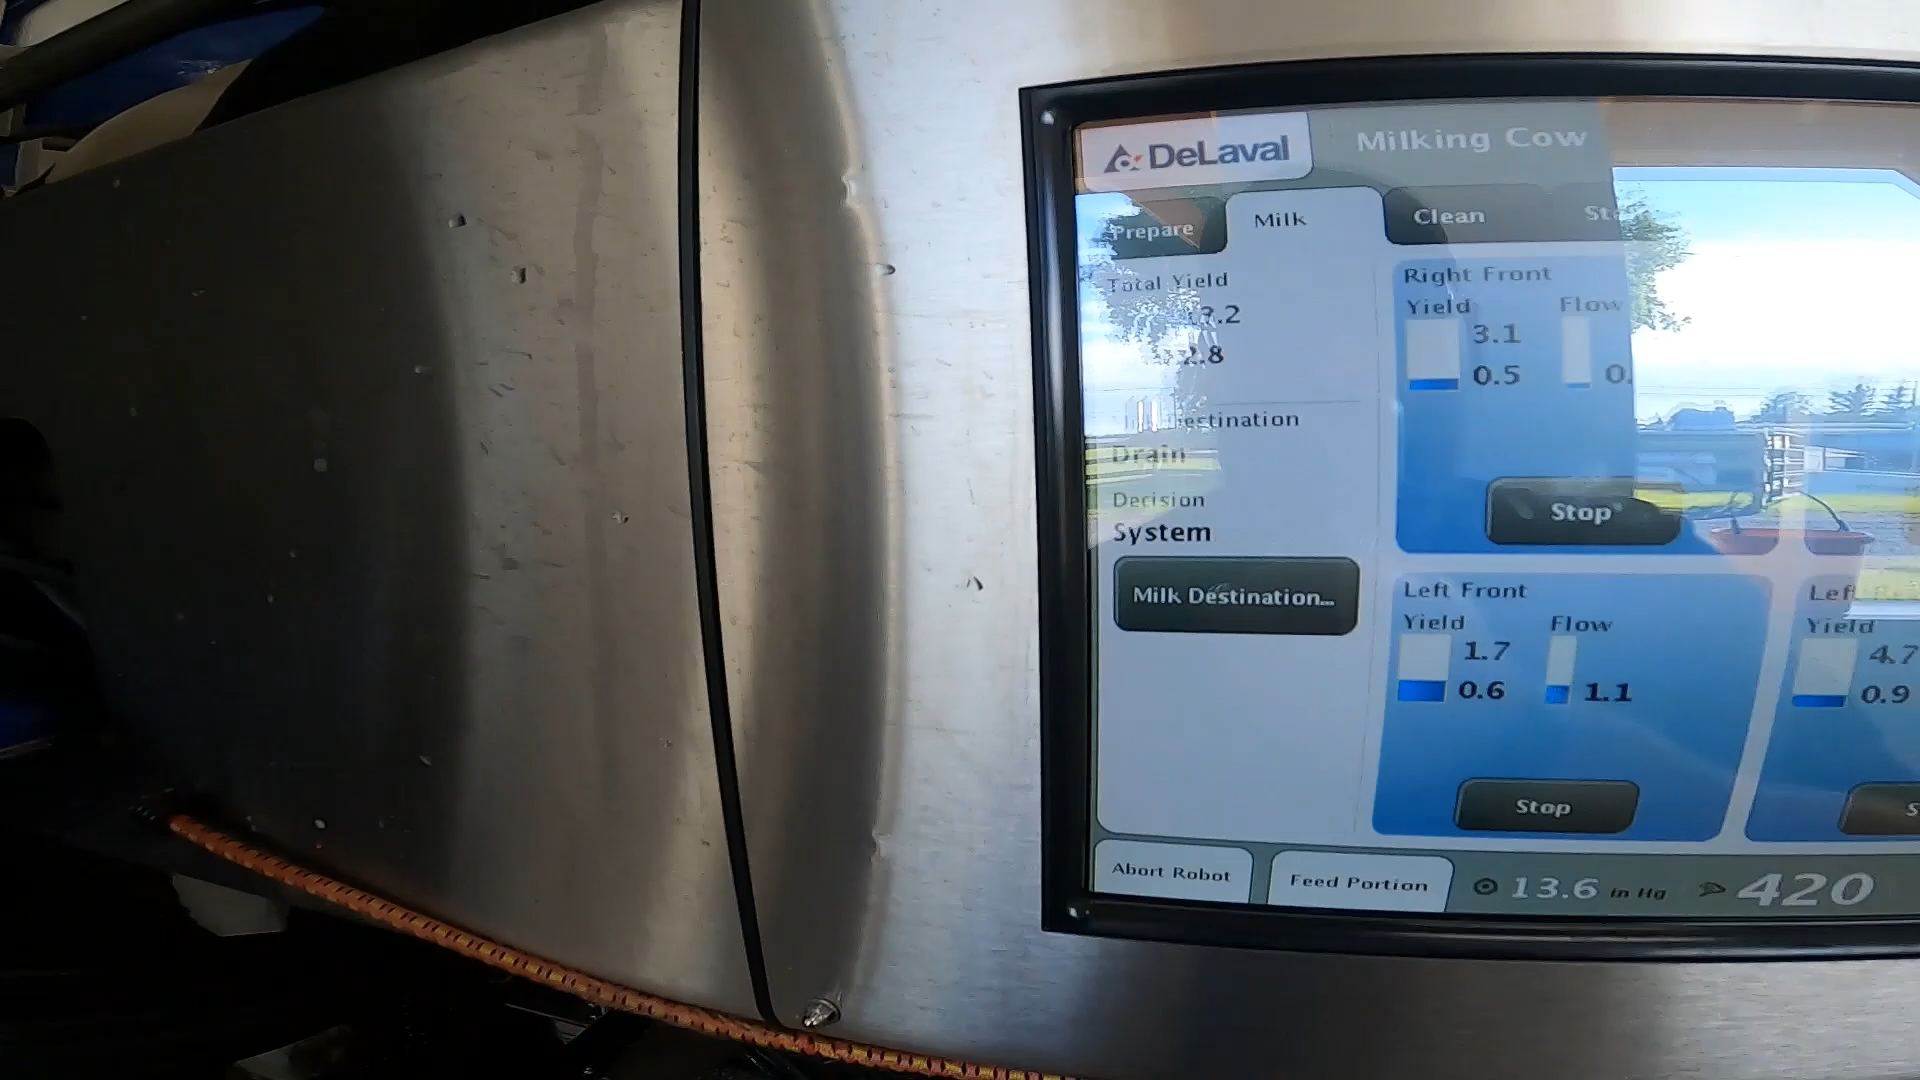 DeLaval
Milking Cow
Prepare
Milk
Clean
Total Yield
Destination
Drain
Decision
System
Milk Destination...
Right Front
Yield Flow
3.1
0.5
Stop
Left Front
Yield Flow
1.7
0.6 1.1
Stop
Yield
4.7
0.9
Abort Robot
Feed Portion
13.6 in Hg
420